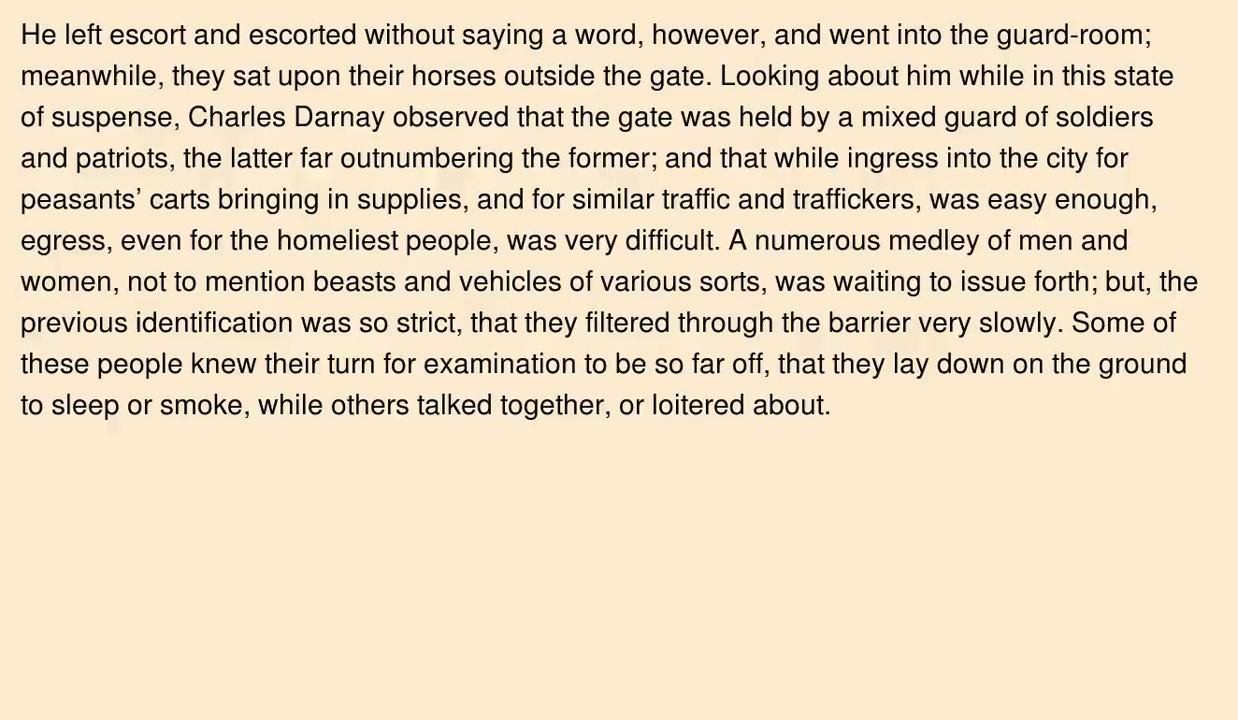 He left escort and escorted without saying a word, however, and went into the guard-room;
meanwhile, they sat upon their horses outside the gate. Looking about him while in this state
of suspense, Charles Darnay observed that the gate was held by a mixed guard of soldiers
and patriots, the latter far outnumbering the former; and that while ingress into the city for
peasants’ carts bringing in supplies, and for similar traffic and traffickers, was easy enough,
egress, even for the homeliest people, was very difficult. A numerous medley of men and
women, not to mention beasts and vehicles of various sorts, was waiting to issue forth; but, the
previous identification was so strict, that they filtered through the barrier very slowly. Some of
these people knew their turn for examination to be so far off, that they lay down on the ground
to sleep or smoke, while others talked together, or loitered about.